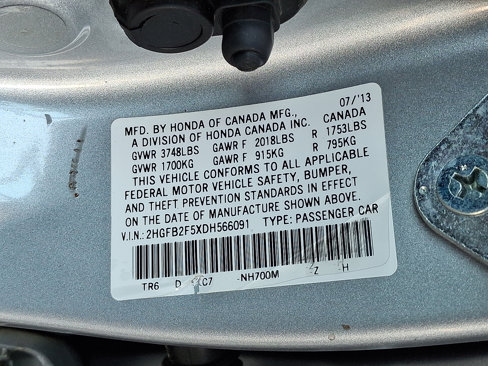 MFD. BY HONDA OF CANADA MFG., 07/'13
A DIVISION OF HONDA CANADA INC. CANADA
GVWR 3748LBS GAWR F 2018LBS R 1753LBS
GVWR 1700KG GAWR F 915KG R 795KG
THIS VEHICLE CONFORMS TO ALL APPLICABLE
FEDERAL MOTOR VEHICLE SAFETY, BUMPER,
AND THEFT PREVENTION STANDARDS IN EFFECT
ON THE DATE OF MANUFACTURE SHOWN ABOVE.
V.I.N.: 2HGFB2F5XDH566091 TYPE: PASSENGER CAR
TR6 D C7 -NH700M Z -H